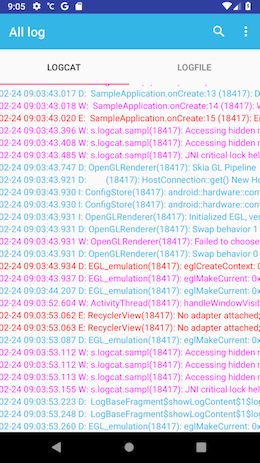 9:05
All log
LOGCAT
LOGFILE
02-24 09:03:43.017 D: SampleApplication.onCreate:13 (18417): D
02-24 09:03:43.018 W: SampleApplication.onCreate:14 (18417): W
02-24 09:03:43.020 E: SampleApplication.onCreate:15 (18417): E
02-24 09:03:43.396 W: s.logcat.sampl(18417): Accessing hidden m
02-24 09:03:43.408 W: s.logcat.sampl(18417): Accessing hidden m
02-24 09:03:43.485 W: s.logcat.sampl(18417): JNI critical lock hel
02-24 09:03:43.747 D: OpenGLRenderer(18417): Skia GL Pipeline
02-24 09:03:43.921 D: (18417): HostConnection::get() New Ho
02-24 09:03:43.930 I: ConfigStore(18417): android::hardware::conf
02-24 09:03:43.930 I: ConfigStore(18417): android::hardware::conf
02-24 09:03:43.931 I: OpenGLRenderer(18417): Initialized EGL, ver
02-24 09:03:43.931 D: OpenGLRenderer(18417): Swap behavior 1
02-24 09:03:43.931 W: OpenGLRenderer(18417): Failed to choose
02-24 09:03:43.931 D: OpenGLRenderer(18417): Swap behavior 0
02-24 09:03:43.934 D: EGL_emulation(18417): eglCreateContext: 0
02-24 09:03:43.937 D: EGL_emulation(18417): eglMakeCurrent: 0x
02-24 09:03:44.207 D: EGL_emulation(18417): eglMakeCurrent: 0x
02-24 09:03:52.604 W: ActivityThread(18417): handleWindowVisib
02-24 09:03:53.062 E: RecyclerView(18417): No adapter attached;
02-24 09:03:53.063 E: RecyclerView(18417): No adapter attached;
02-24 09:03:53.087 D: EGL_emulation(18417): eglMakeCurrent: 0x
02-24 09:03:53.112 W: s.logcat.sampl(18417): Accessing hidden m
02-24 09:03:53.113 W: s.logcat.sampl(18417): Accessing hidden m
02-24 09:03:53.113 W: s.logcat.sampl(18417): Accessing hidden m
02-24 09:03:53.155 W: s.logcat.sampl(18417): JNI critical lock hel
02-24 09:03:53.223 D: LogBaseFragment$showLogContent$1$log
02-24 09:03:53.248 D: LogBaseFragment$showLogContent$1$log
02-24 09:03:53.260 D: EGL_emulation(18417): eglMakeCurrent: 0x